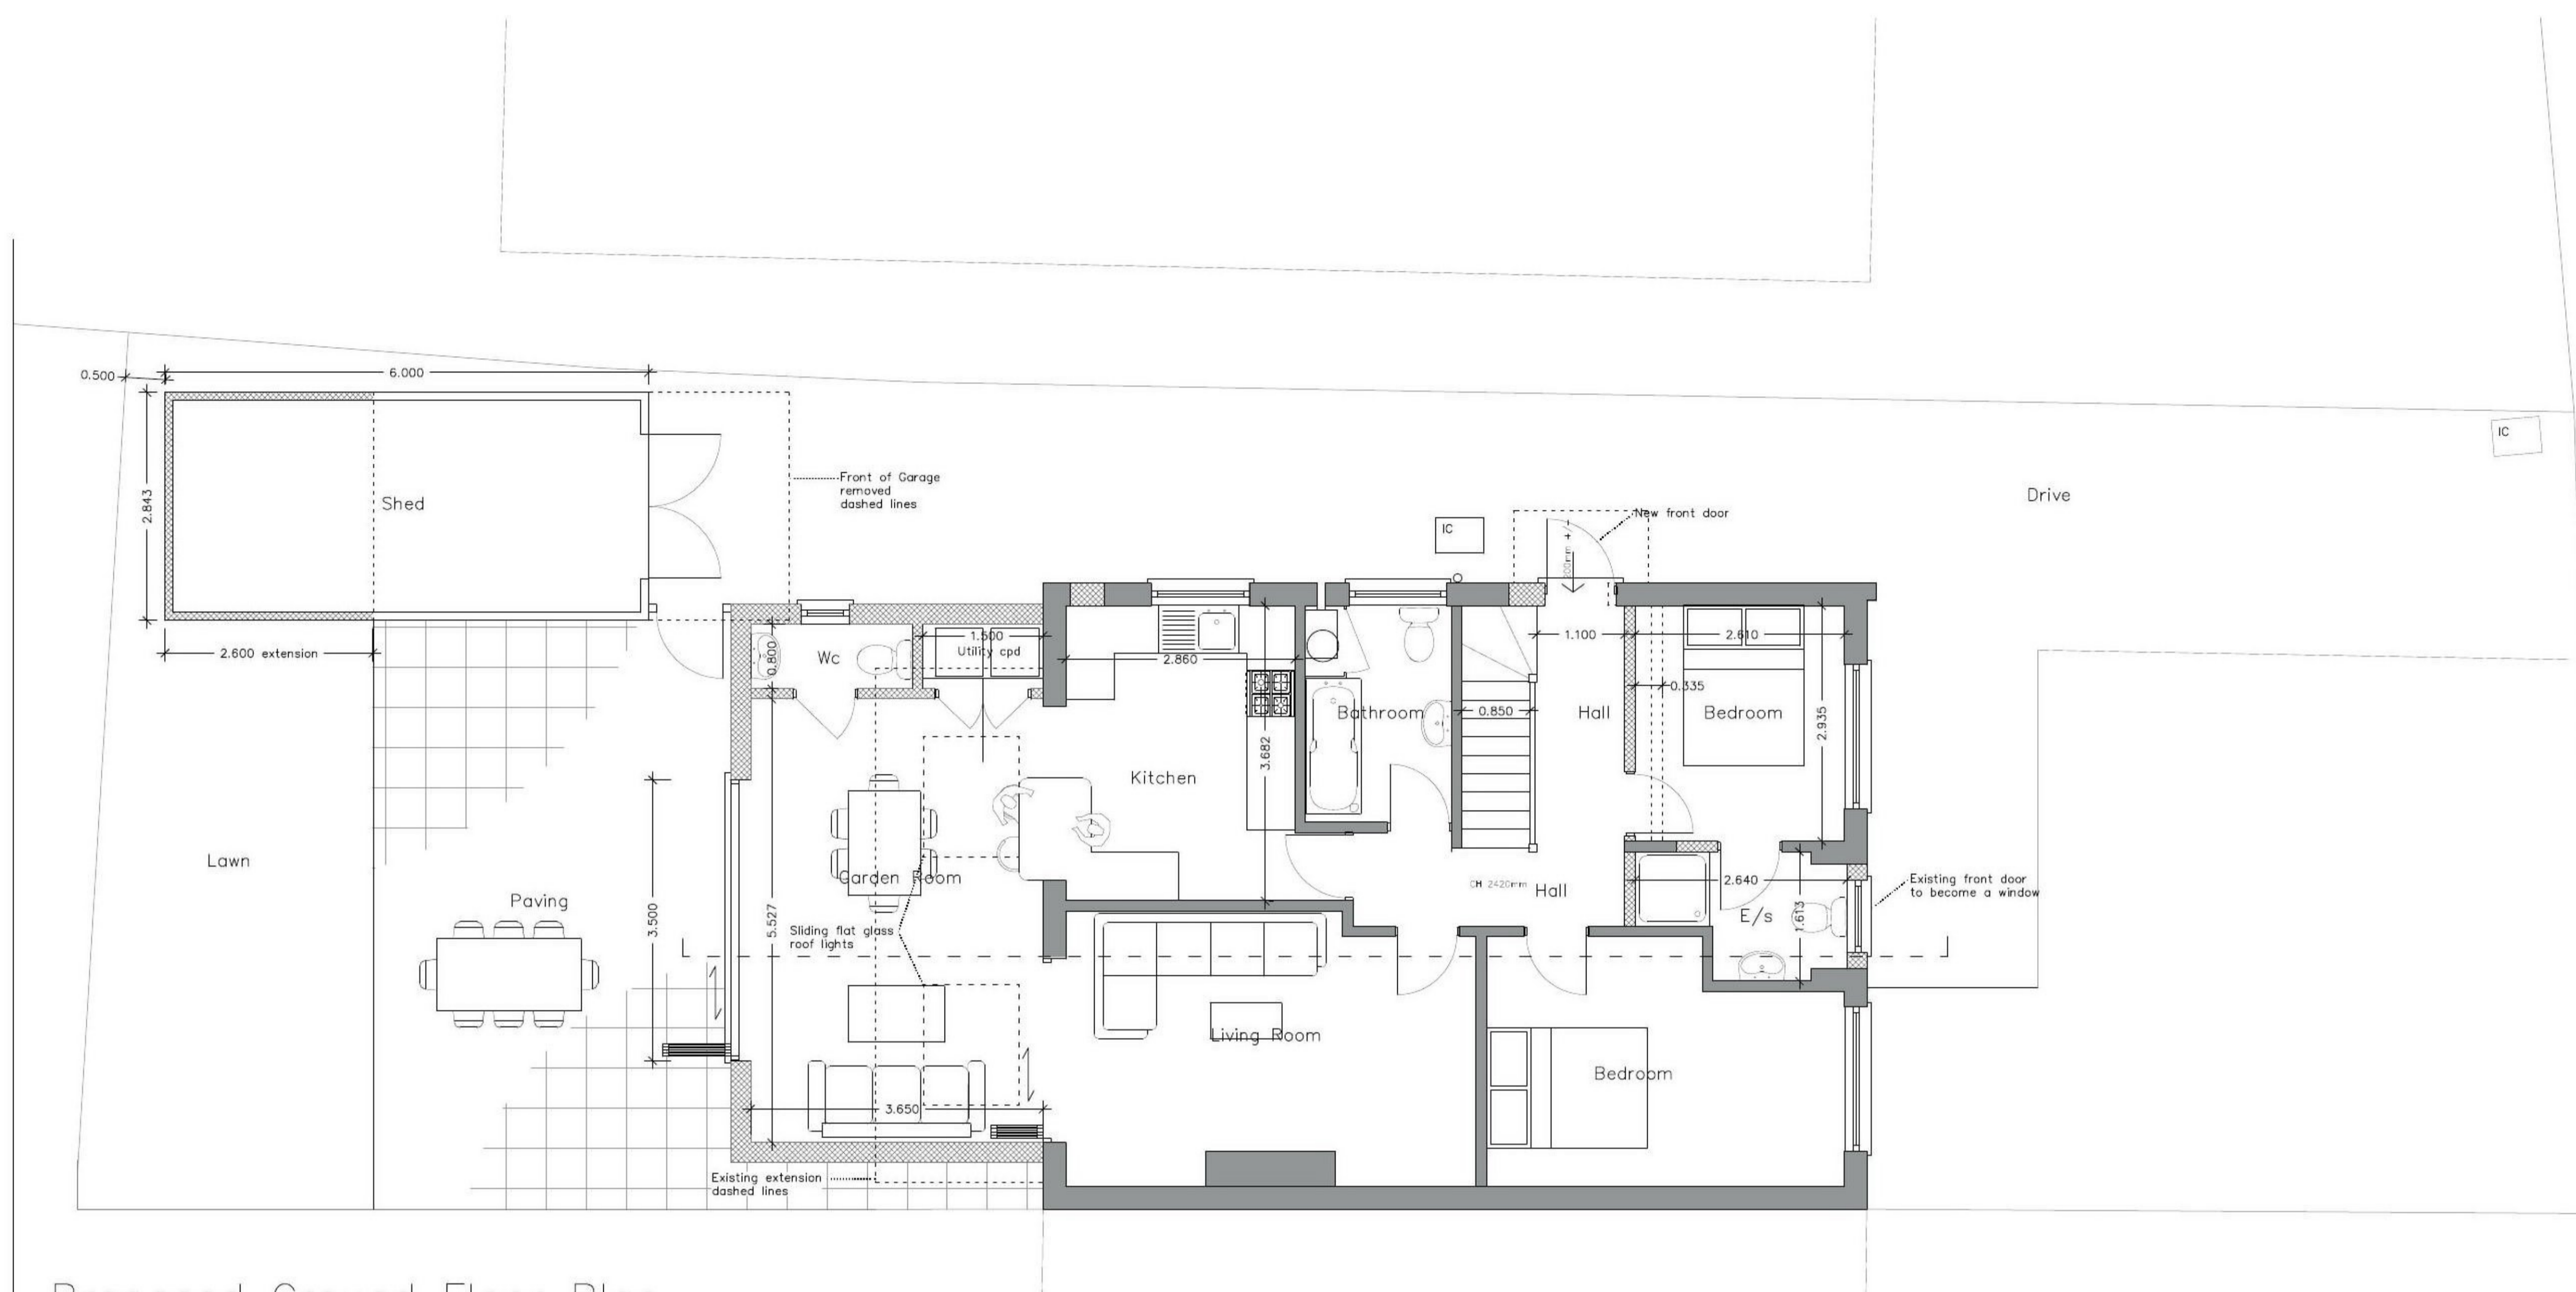 0.500
6.000
IC
Front of Garage
removed
dashed lines
2.843
Shed
Drive
New front door
IC
2.600 extension
1.500
Utility cpd
Wc
0.800
2.860
1.100
2.610
0.335
Bathroom
0.850
Hall
Bedroom
2.935
3.682
Kitchen
Lawn
Garden Room
CH 2420mm
Hall
2.640
Existing front door
to become a window
Paving
3.500
5.527
Sliding flat glass
roof lights
E/s
1.613
Living Room
Bedroom
3.650
Existing extension
dashed lines